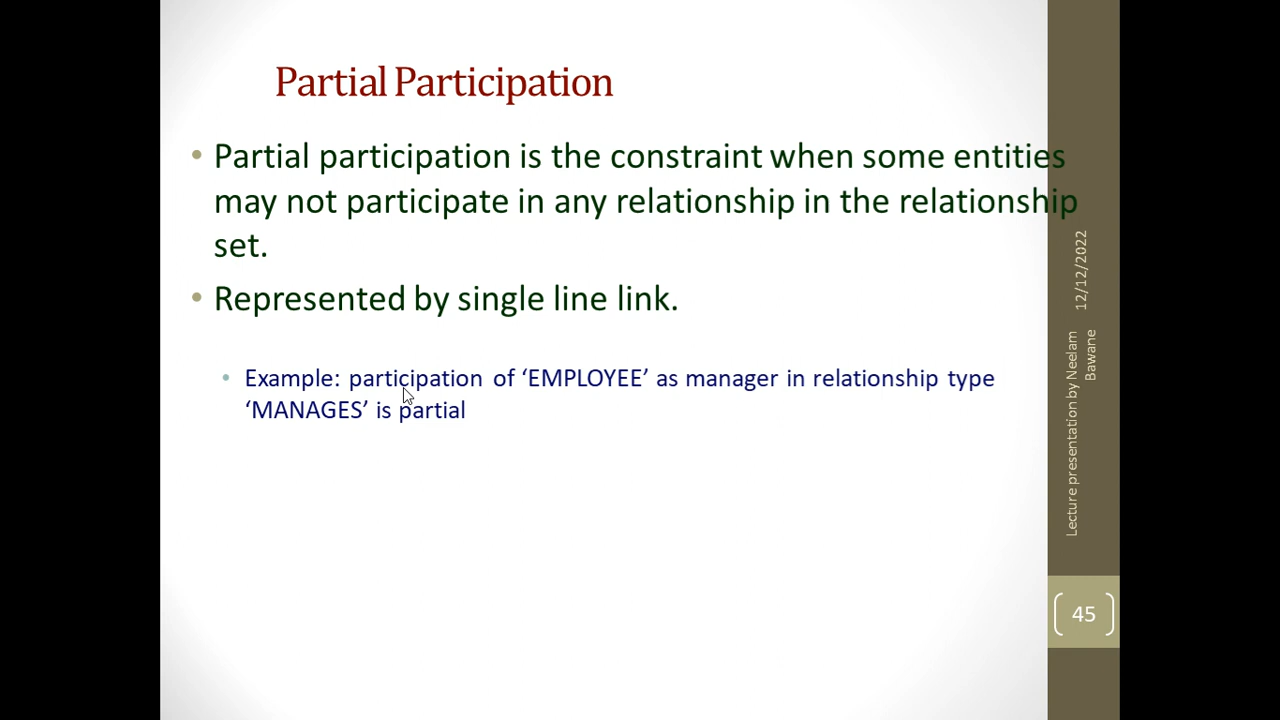 Partial Participation
• Partial participation is the constraint when some entities
may not participate in any relationship in the relationship
set.
• Represented by single line link.
• Example: participation of ‘EMPLOYEE’ as manager in relationship type
‘MANAGES’ is partial
12/12/2022
Lecture presentation by Neelam
Bawane
45